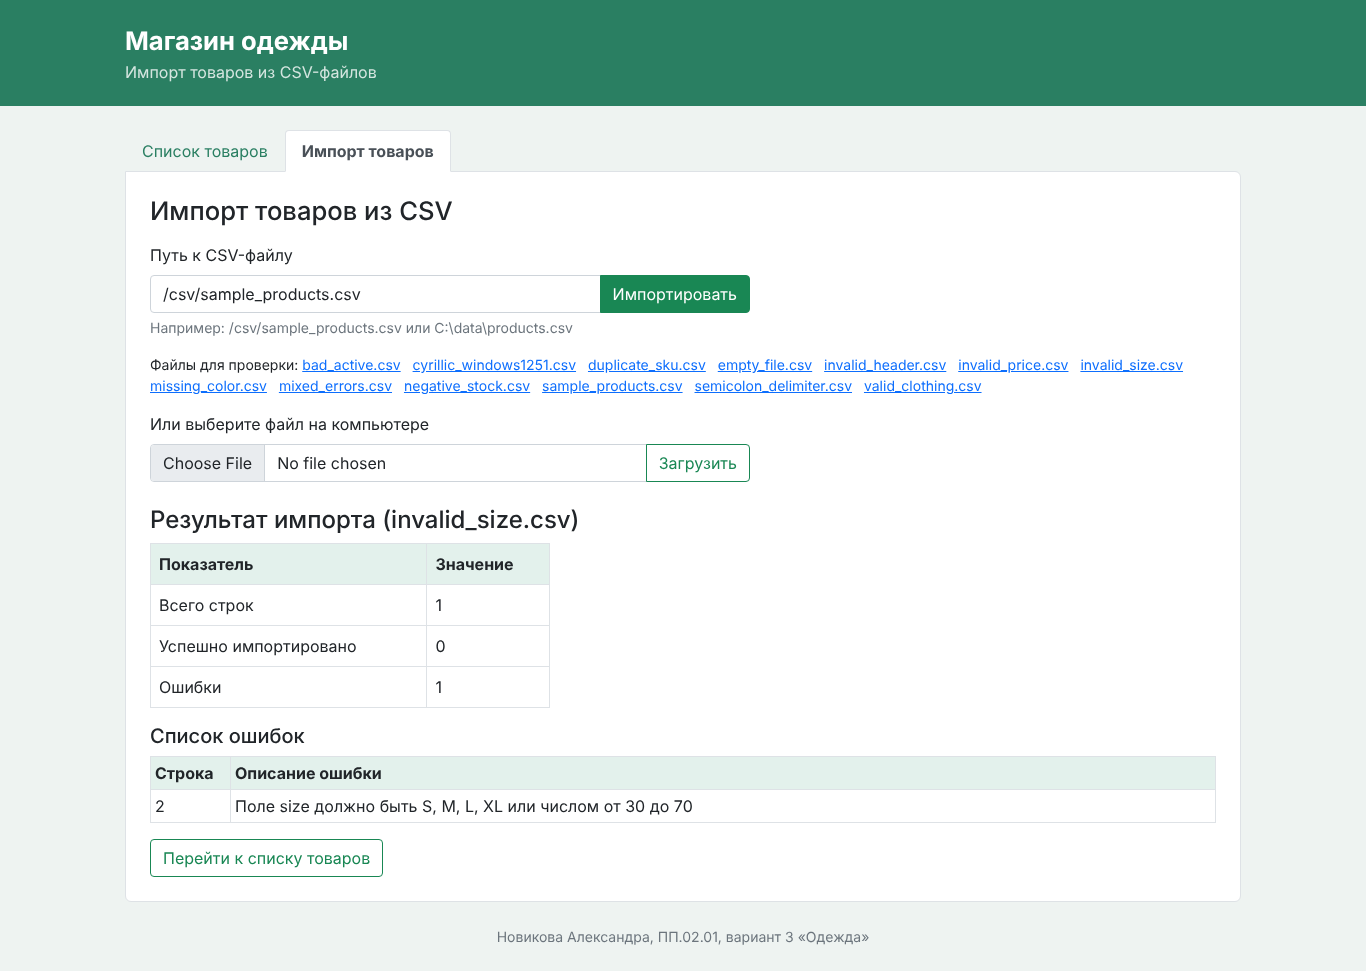 Магазин одежды
Импорт товаров из CSV-файлов
Список товаров Импорт товаров
Импорт товаров из CSV
Путь к CSV-файлу
/csv/sample_products.csv Импортировать
Например: /csv/sample_products.csv или C:\data\products.csv
Файлы для проверки: bad_active.csv cyrillic_windows1251.csv duplicate_sku.csv empty_file.csv invalid_header.csv invalid_price.csv invalid_size.csv
missing_color.csv mixed_errors.csv negative_stock.csv sample_products.csv semicolon_delimiter.csv valid_clothing.csv
Или выберите файл на компьютере
Choose File No file chosen Загрузить
Результат импорта (invalid_size.csv)
Показатель Значение
Всего строк 1
Успешно импортировано 0
Ошибки 1
Список ошибок
Строка Описание ошибки
2 Поле size должно быть S, M, L, XL или числом от 30 до 70
Перейти к списку товаров
Новикова Александра, ПП.02.01, вариант 3 «Одежда»